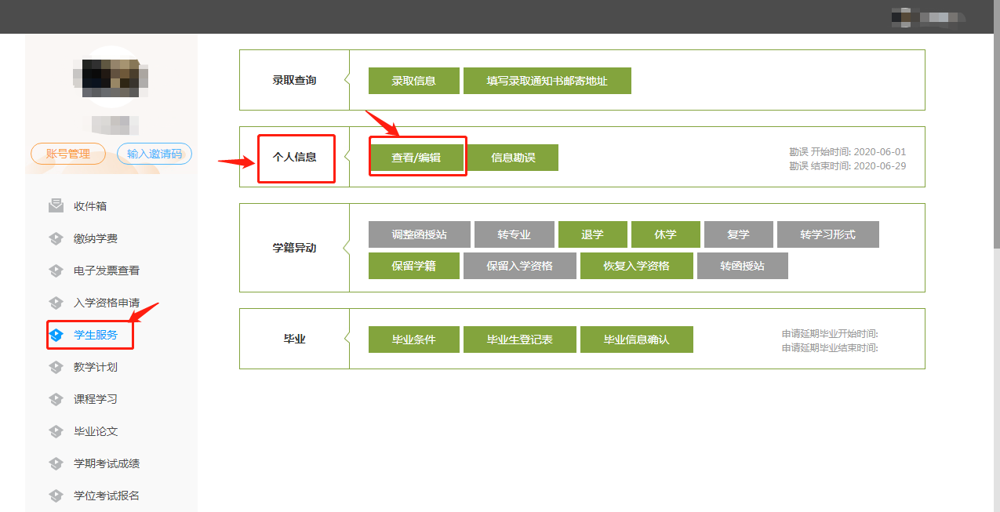 账号管理 输入邀请码
收件箱
缴纳学费
电子发票查看
入学资格申请
学生服务
教学计划
课程学习
毕业论文
学期考试成绩
学位考试报名
录取查询 录取信息 填写录取通知书邮寄地址
个人信息 查看/编辑 信息勘误
勘误 开始时间: 2020-06-01
勘误 结束时间: 2020-06-29
学籍异动
调整函授站 转专业 退学 休学 复学 转学习形式
保留学籍 保留入学资格 恢复入学资格 转函授站
毕业 毕业条件 毕业生登记表 毕业信息确认
申请延期毕业开始时间:
申请延期毕业结束时间: